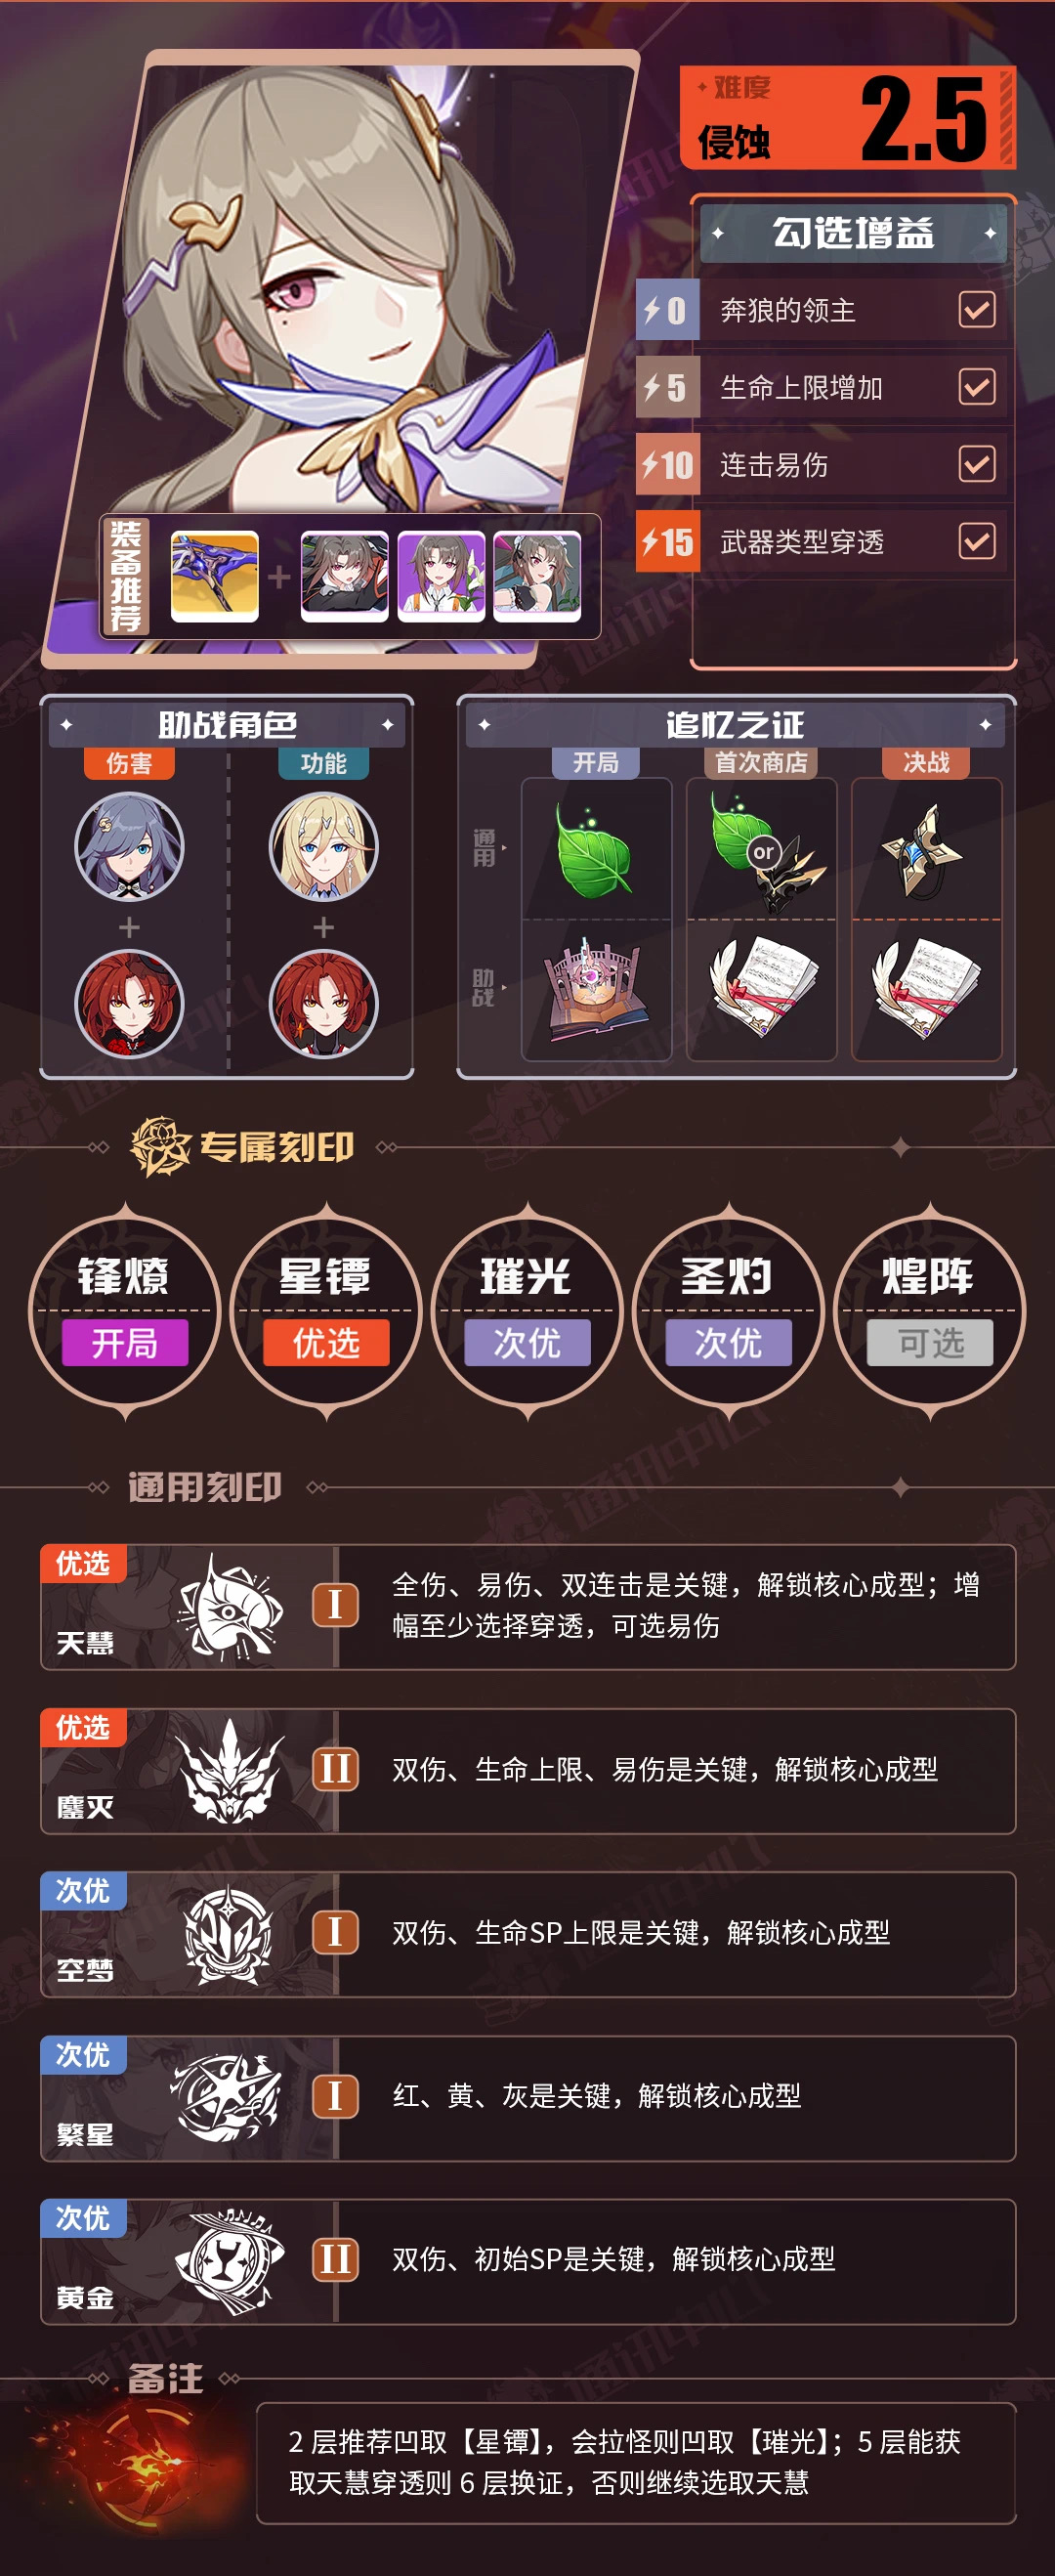 难度
侵蚀
2.5
勾选增益
0 奔狼的领主
5 生命上限增加
10 连击易伤
15 武器类型穿透
装备推荐
助战角色
伤害 功能
追忆之证
开局 首次商店 决战
通用
or
助战
专属刻印
锋燎 星镡 璀光 圣灼 煌阵
开局 优选 次优 次优 可选
通用刻印
优选
天慧
I
全伤、易伤、双连击是关键，解锁核心成型；增
幅至少选择穿透，可选易伤
优选
鏖灭
II
双伤、生命上限、易伤是关键，解锁核心成型
次优
空梦
I
双伤、生命SP上限是关键，解锁核心成型
次优
繁星
I
红、黄、灰是关键，解锁核心成型
次优
黄金
II
双伤、初始SP是关键，解锁核心成型
备注
2 层推荐凹取【星镡】，会拉怪则凹取【璀光】；5 层能获
取天慧穿透则 6 层换证，否则继续选取天慧
通讯中心